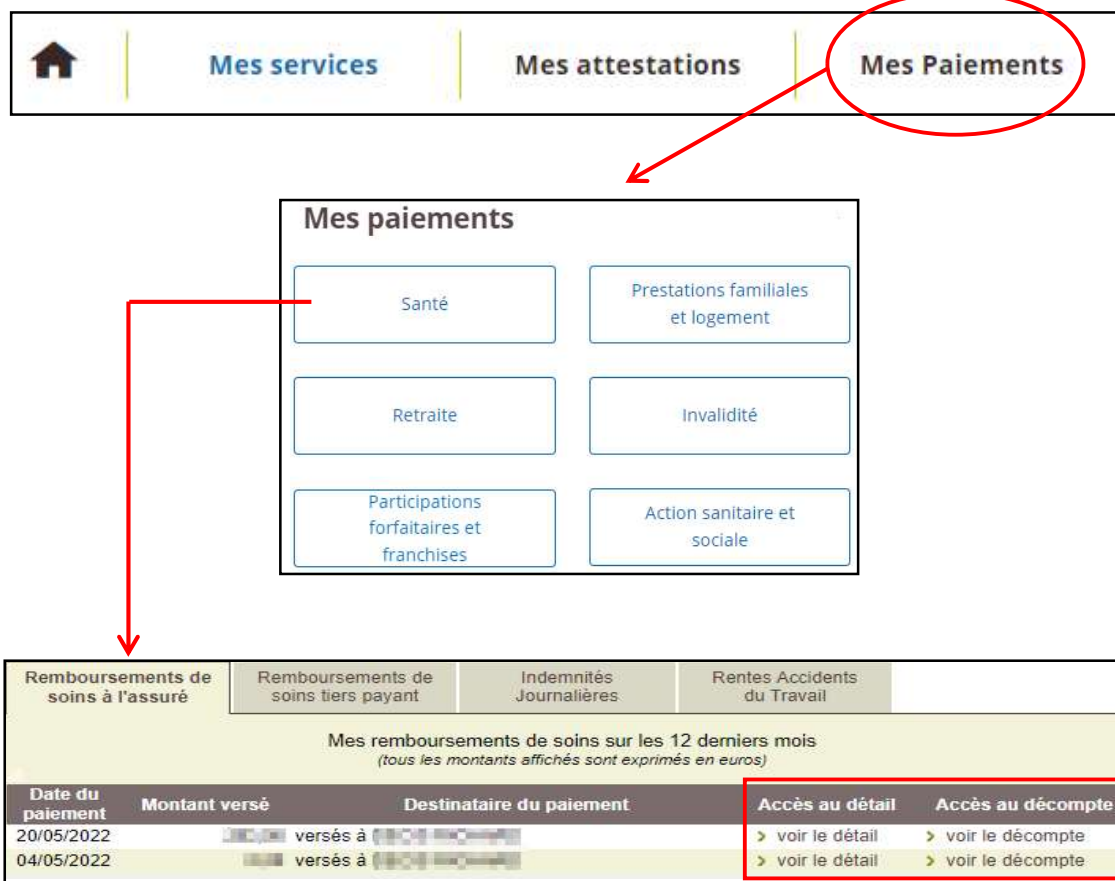 Mes services Mes attestations Mes Paiements
Mes paiements
Santé
Prestations familiales
et logement
Retraite
Invalidité
Participations
forfaitaires et
franchises
Action sanitaire et
sociale
Remboursements de
soins à l'assuré
Remboursements de
soins tiers payant
Indemnités
Journalières
Rentes Accidents
du Travail
Mes remboursements de soins sur les 12 derniers mois
(tous les montants affichés sont exprimés en euros)
Date du
paiement
Montant versé
Destinataire du paiement
Accès au détail
Accès au décompte
20/05/2022 versés à > voir le détail > voir le décompte
04/05/2022 versés à > voir le détail > voir le décompte